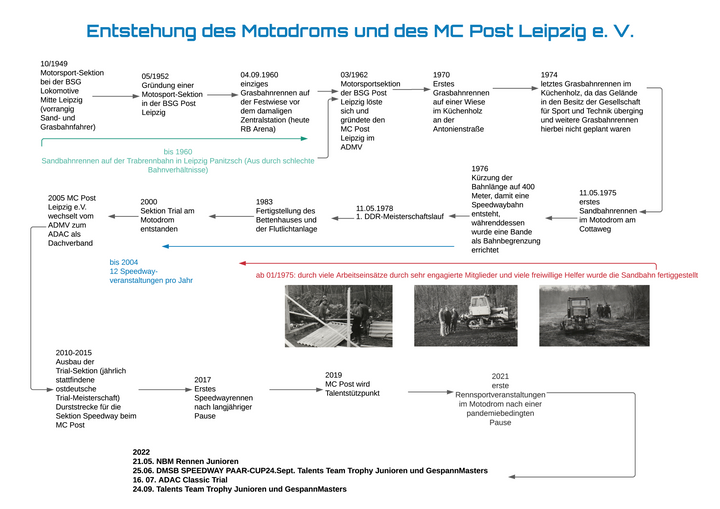 Entstehung des Motodroms und des MC Post Leipzig e. V.
10/1949
Motorsport-Sektion
bei der BSG
Lokomotive
Mitte Leipzig
(vorrangig
Sand- und
Grasbahnfahrer)
05/1952
Gründung einer
Motosport-Sektion
in der BSG Post
Leipzig
04.09.1960
einziges
Grasbahnrennen auf
der Festwiese vor
dem damaligen
Zentralstation (heute
RB Arena)
03/1962
Motorsportsektion
der BSG Post
Leipzig löste
sich und
gründete den
MC Post
Leipzig im
ADMV
1970
Erstes
Grasbahnrennen
auf einer Wiese
im Küchenholz
an der
Antonienstraße
1974
letztes Grasbahnrennen im
Küchenholz, da das Gelände
in den Besitz der Gesellschaft
für Sport und Technik überging
und weitere Grasbahnrennen
hierbei nicht geplant waren
bis 1960
Sandbahnrennen auf der Trabrennbahn in Leipzig Panitzsch (Aus durch schlechte
Bahnverhältnisse)
2005 MC Post
Leipzig e.V.
wechselt vom
ADMV zum
ADAC als
Dachverband
2000
Sektion Trial am
Motodrom
entstanden
1983
Fertigstellung des
Bettenhauses und
der Flutlichtanlage
11.05.1978
1. DDR-Meisterschaftslauf
1976
Kürzung der
Bahnlänge auf 400
Meter, damit eine
Speedwaybahn
entsteht,
währenddessen
wurde eine Bande
als Bahnbegrenzung
errichtet
11.05.1975
erstes
Sandbahnrennen
im Motodrom am
Cottaweg
bis 2004
12 Speedway-
veranstaltungen pro Jahr
ab 01/1975: durch viele Arbeitseinsätze durch sehr engagierte Mitglieder und viele freiwillige Helfer wurde die Sandbahn fertiggestellt
2010-2015
Ausbau der
Trial-Sektion (jährlich
stattfindene
ostdeutsche
Trial-Meisterschaft)
Durststrecke für die
Sektion Speedway beim
MC Post
2017
Erstes
Speedwayrennen
nach langjähriger
Pause
2019
MC Post wird
Talentstützpunkt
2021
erste
Rennsportveranstaltungen
im Motodrom nach einer
pandemiebedingten
Pause
2022
21.05. NBM Rennen Junioren
25.06. DMSB SPEEDWAY PAAR-CUP24.Sept. Talents Team Trophy Junioren und GespannMasters
16. 07. ADAC Classic Trial
24.09. Talents Team Trophy Junioren und GespannMasters